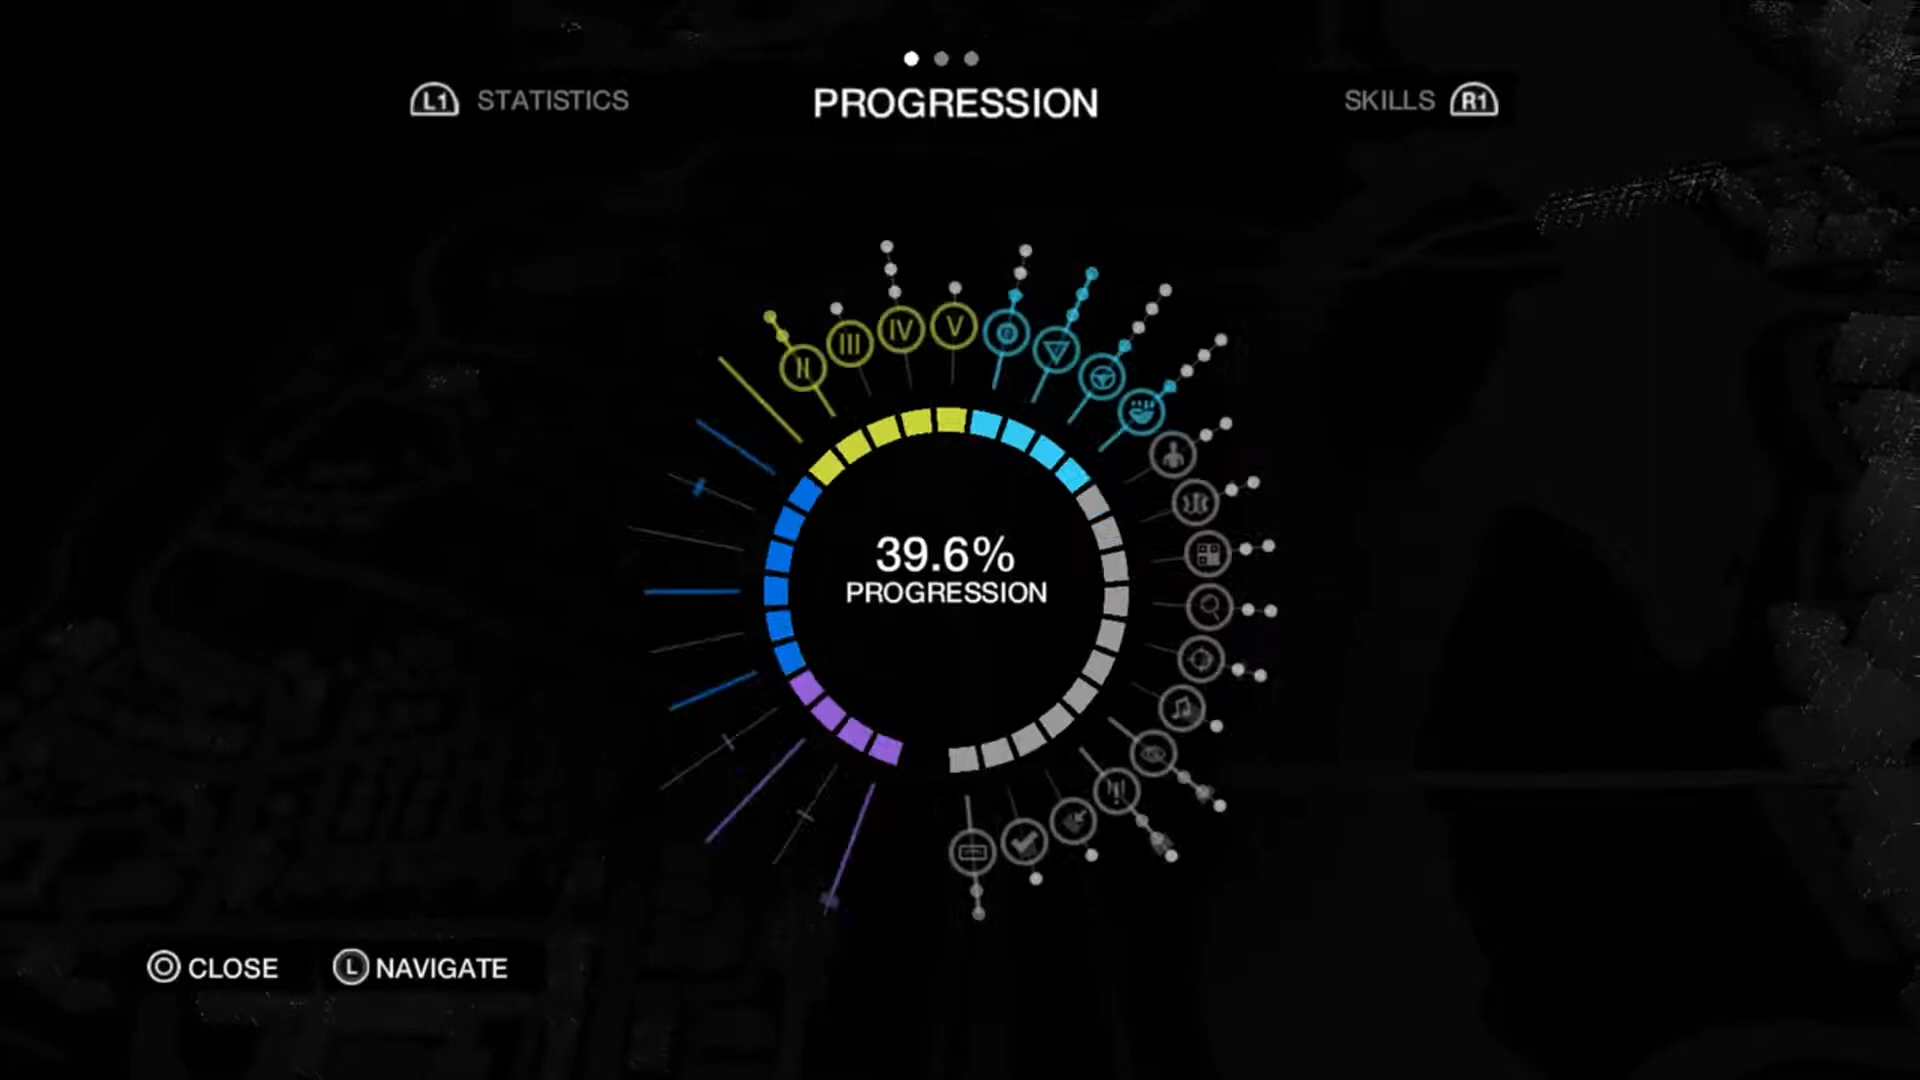 L1 STATISTICS
PROGRESSION
SKILLS R1
II
III
IV
V
39.6%
PROGRESSION
CLOSE
L NAVIGATE